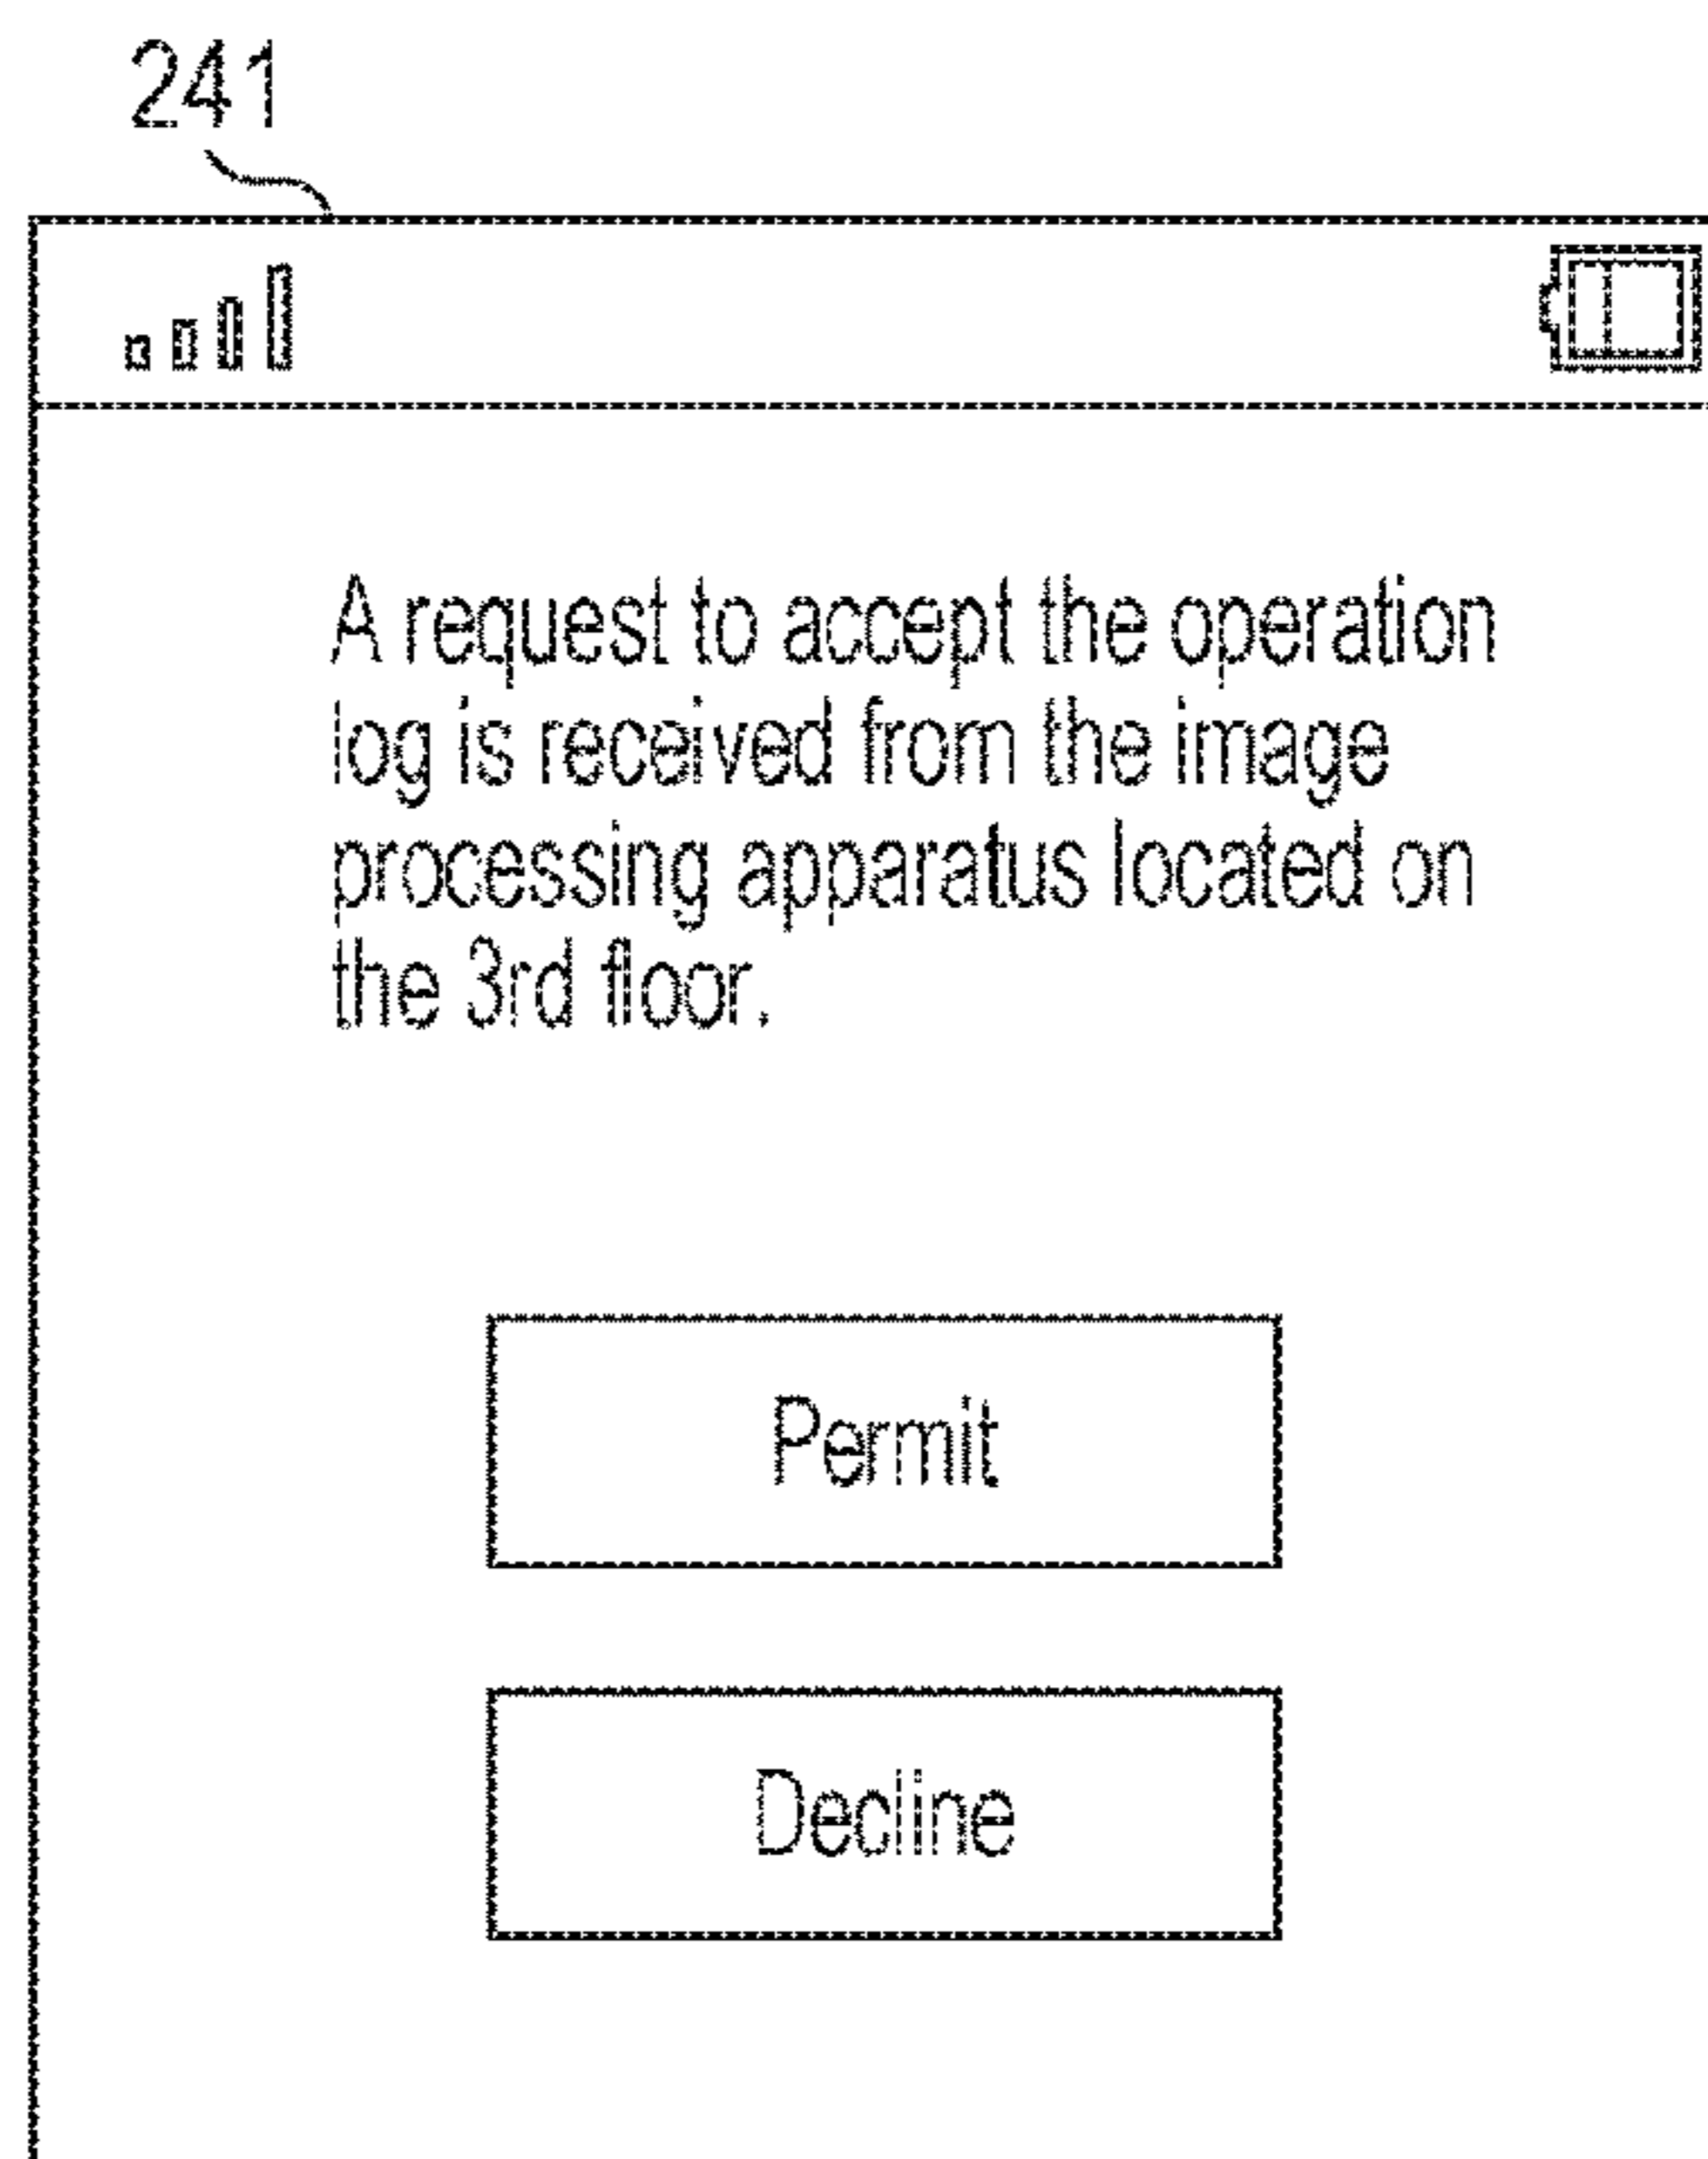 241
A request to accept the operation
log is received from the image
processing apparatus located on
the 3rd floor.
Permit
Decline